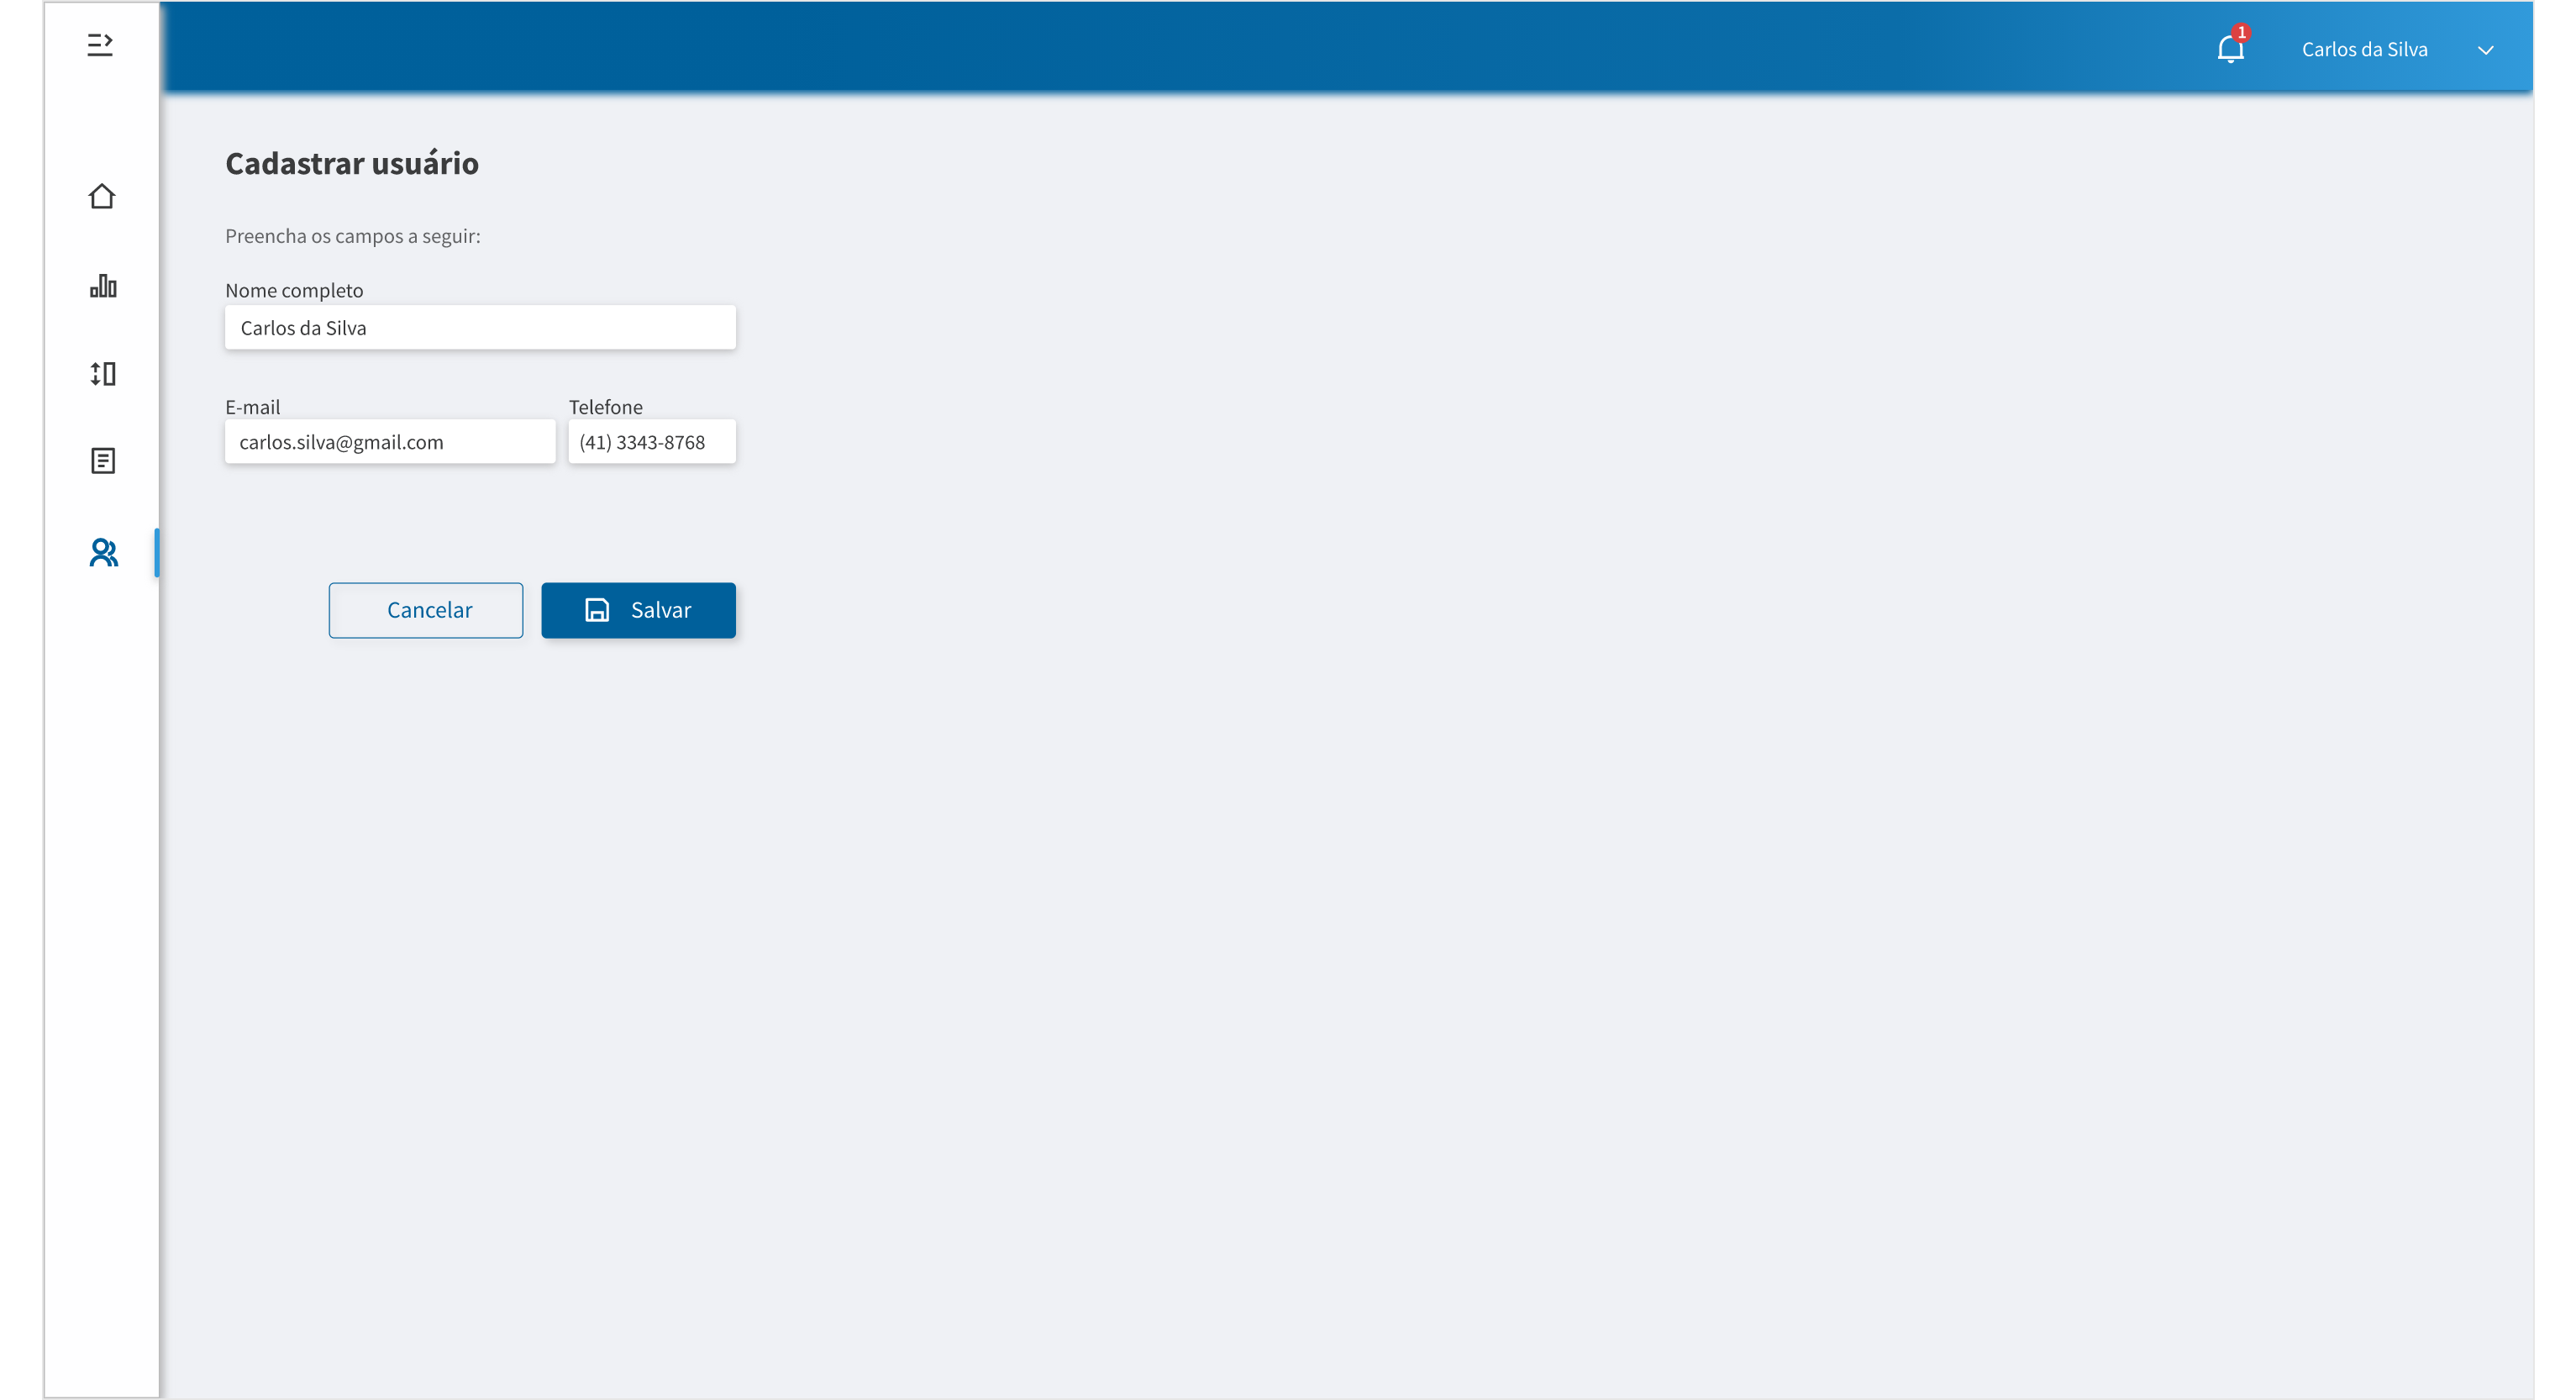 1
Carlos da Silva
Cadastrar usuário
Preencha os campos a seguir:
Nome completo
Carlos da Silva
E-mail
Telefone
carlos.silva@gmail.com
(41) 3343-8768
Cancelar
Salvar